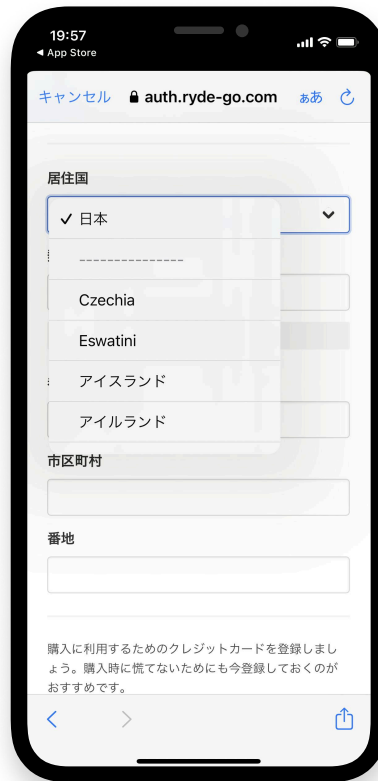 19:57
◀ App Store
キャンセル auth.ryde-go.com ぁあ
居住国
✓ 日本
---------------
Czechia
Eswatini
アイスランド
アイルランド
市区町村
番地
購入に利用するためのクレジットカードを登録しまし
ょう。購入時に慌てないためにも今登録しておくのが
おすすめです。